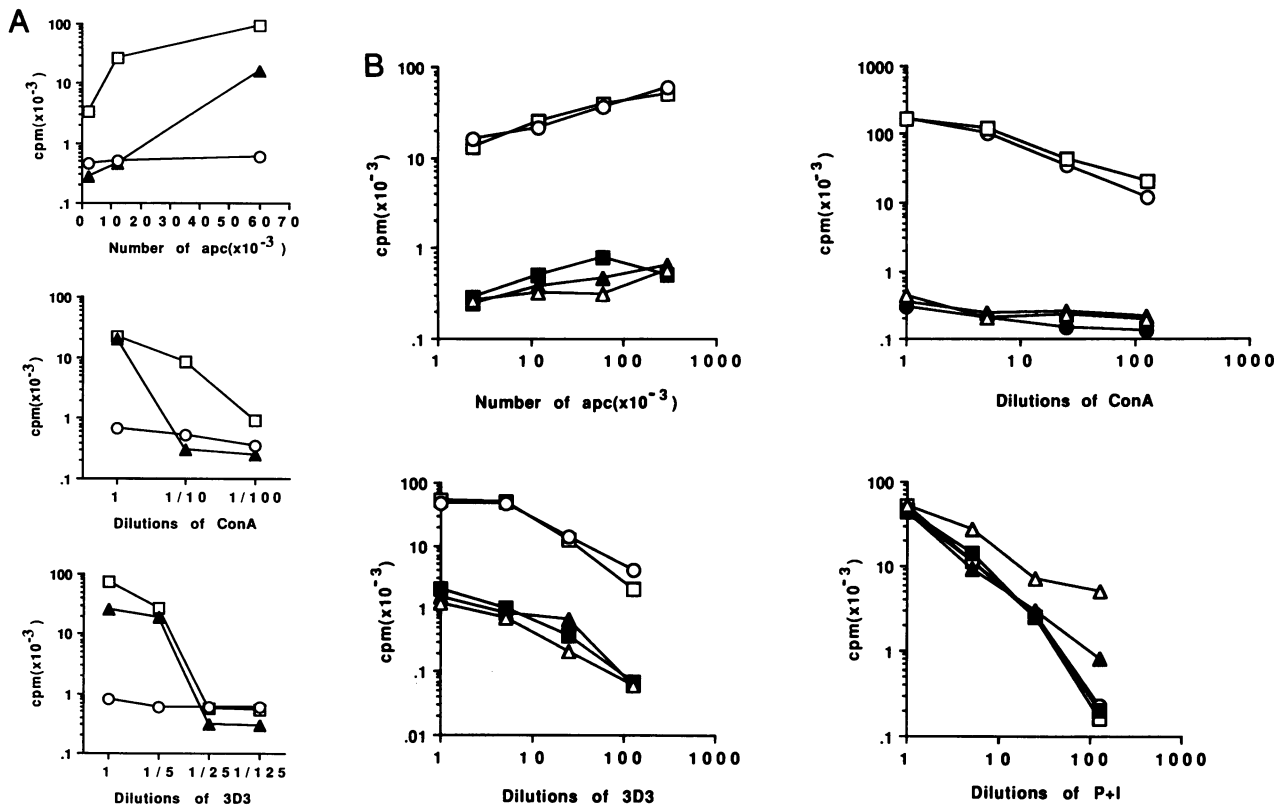 A
100
10
1
.1
cpm(x10⁻³)
0 10 20 30 40 50 60 70
Number of apc(x10⁻³)
100
10
1
.1
cpm(x10⁻³)
1 1/10 1/100
Dilutions of ConA
100
10
1
.1
cpm(x10⁻³)
1 1/5 1/25 1/125
Dilutions of 3D3
B
100
10
1
.1
cpm(x10⁻³)
1 10 100 1000
Number of apc(x10⁻³)
1000
100
10
1
.1
cpm(x10⁻³)
1 10 100 1000
Dilutions of ConA
100
10
1
.1
.01
cpm(x10⁻³)
1 10 100 1000
Dilutions of 3D3
100
10
1
.1
cpm(x10⁻³)
1 10 100 1000
Dilutions of P+I